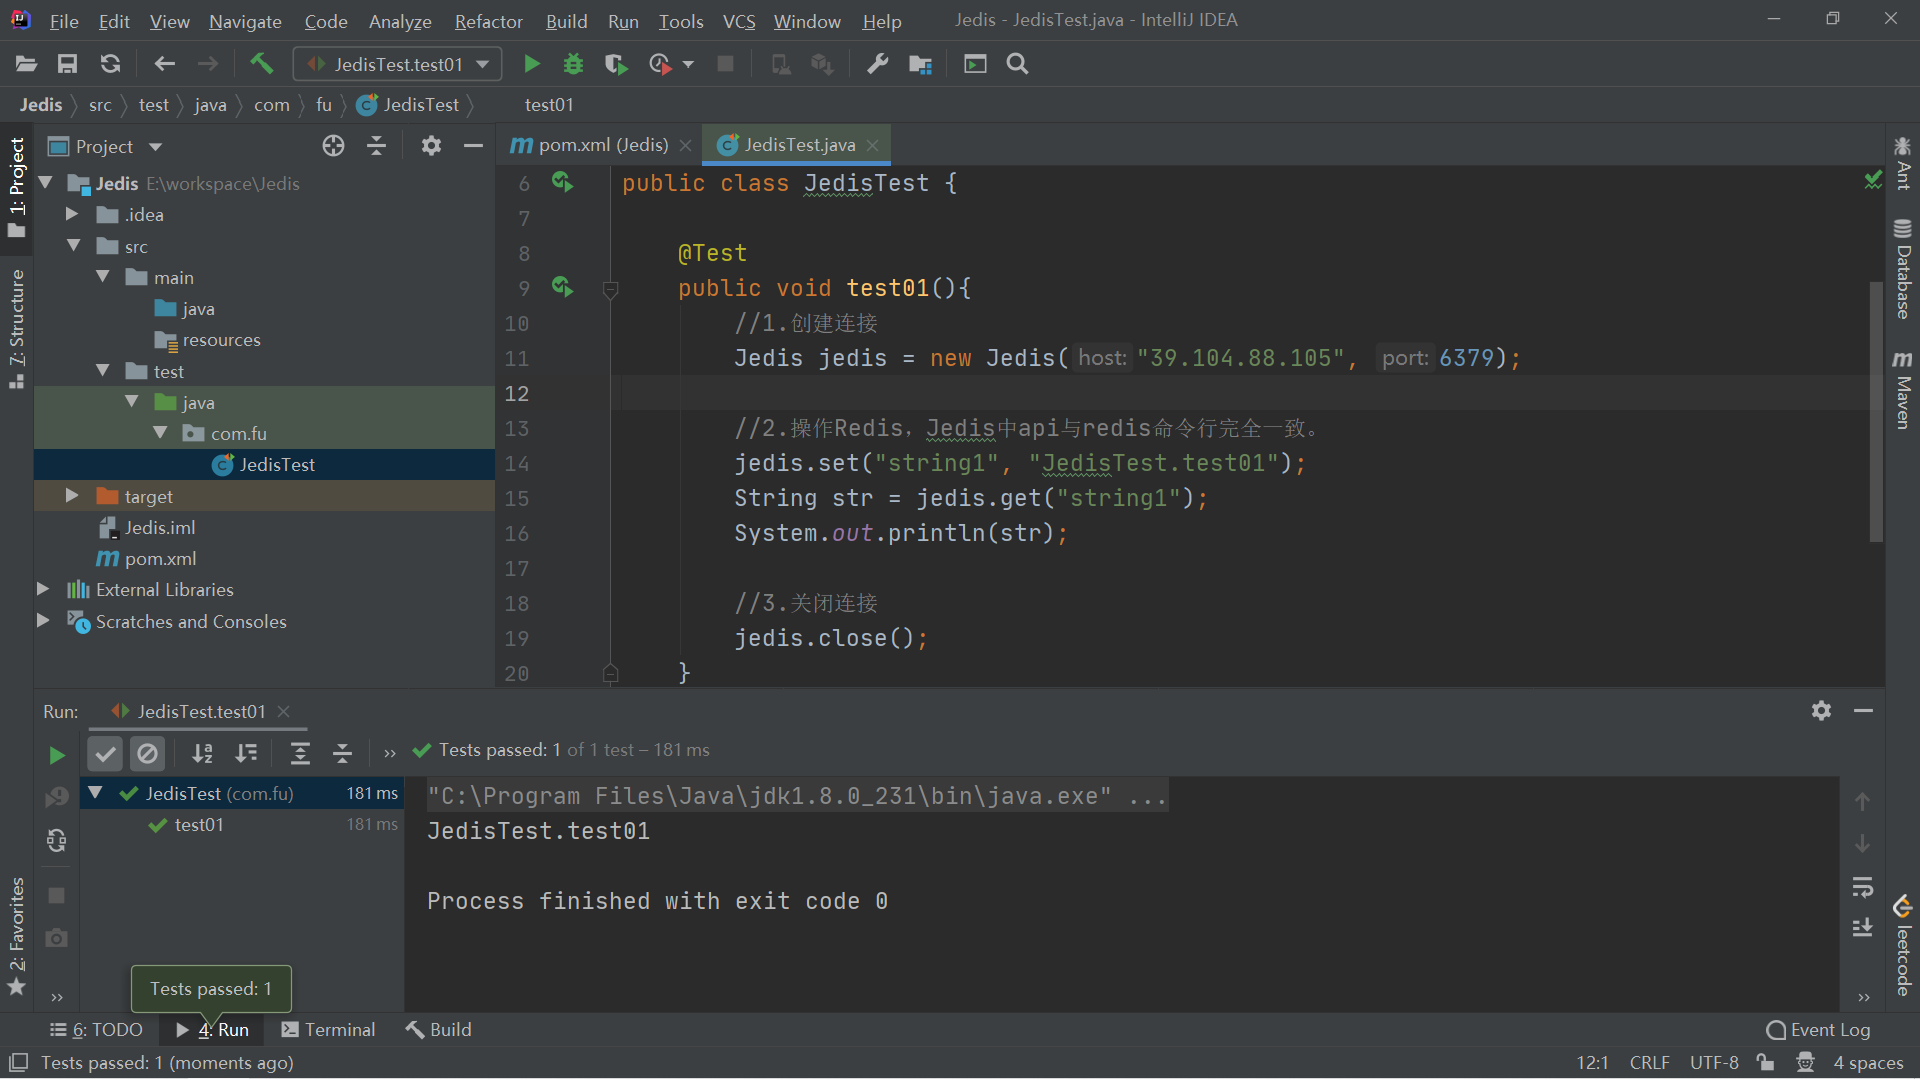 File Edit View Navigate Code Analyze Refactor Build Run Tools VCS Window Help Jedis - JedisTest.java - IntelliJ IDEA
JedisTest.test01
Jedis src test java com fu JedisTest test01
1: Project
7: Structure
2: Favorites
Project
Jedis E:\workspace\Jedis
.idea
src
main
java
resources
test
java
com.fu
JedisTest
target
Jedis.iml
pom.xml
External Libraries
Scratches and Consoles
pom.xml (Jedis) JedisTest.java
6 public class JedisTest {
7
8 @Test
9 public void test01(){
10 //1.创建连接
11 Jedis jedis = new Jedis( host: "39.104.88.105", port: 6379);
12
13 //2.操作Redis，Jedis中api与redis命令行完全一致。
14 jedis.set("string1", "JedisTest.test01");
15 String str = jedis.get("string1");
16 System.out.println(str);
17
18 //3.关闭连接
19 jedis.close();
20 }
Ant
Database
Maven
leetcode
Run: JedisTest.test01
Tests passed: 1 of 1 test – 181 ms
JedisTest (com.fu) 181 ms
test01 181 ms
"C:\Program Files\Java\jdk1.8.0_231\bin\java.exe" ...
JedisTest.test01
Process finished with exit code 0
Tests passed: 1
6: TODO 4: Run Terminal Build Event Log
Tests passed: 1 (moments ago) 12:1 CRLF UTF-8 4 spaces